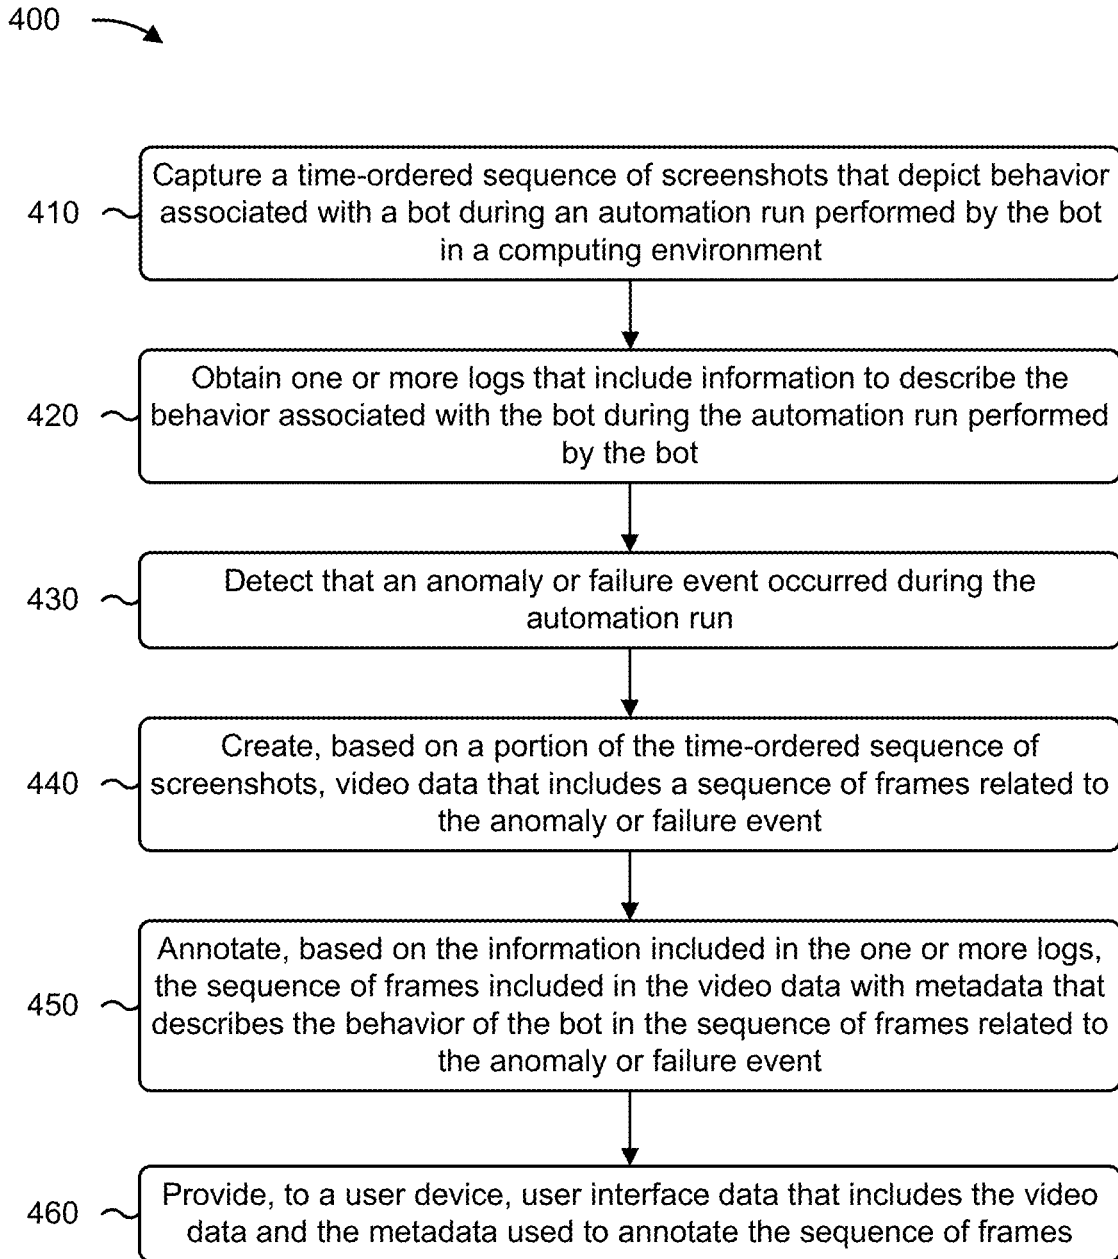 400
Capture a time-ordered sequence of screenshots that depict behavior
410
associated with a bot during an automation run performed by the bot
in a computing environment
Obtain one or more logs that include information to describe the
420
behavior associated with the bot during the automation run performed
by the bot
430
Detect that an anomaly or failure event occurred during the
automation run
Create, based on a portion of the time-ordered sequence of
440
screenshots, video data that includes a sequence of frames related to
the anomaly or failure event
Annotate, based on the information included in the one or more logs,
450
the sequence of frames included in the video data with metadata that
describes the behavior of the bot in the sequence of frames related to
the anomaly or failure event
460
Provide, to a user device, user interface data that includes the video
data and the metadata used to annotate the sequence of frames